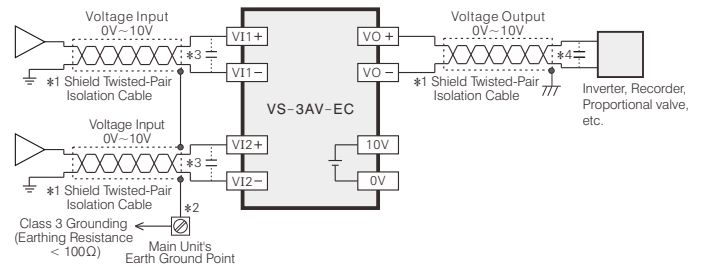 Voltage Input
0V~10V
VI1+
*3
VI1−
*1 Shield Twisted-Pair
Isolation Cable
Voltage Input
0V~10V
VI2+
*3
VI2−
*1 Shield Twisted-Pair
Isolation Cable
*2
Class 3 Grounding
(Earthing Resistance
< 100Ω)
Main Unit's
Earth Ground Point
VS-3AV-EC
Voltage Output
0V~10V
VO +
*4
VO −
*1 Shield Twisted-Pair
Isolation Cable
Inverter, Recorder,
Proportional valve,
etc.
10V
0V